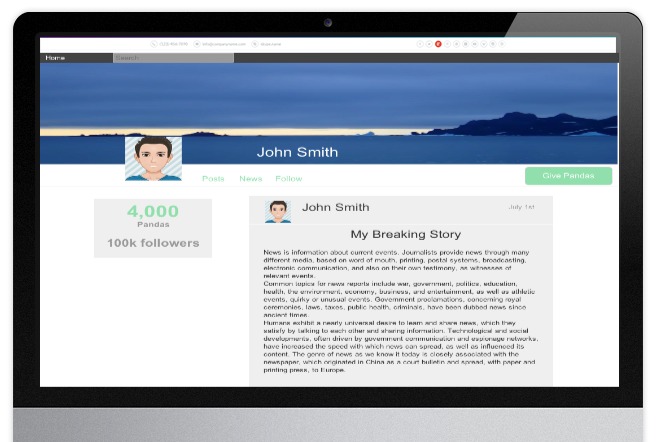 Home
Search
John Smith
Posts News Follow
Give Pandas
4,000
Pandas
100k followers
John Smith
July 1st
My Breaking Story
News is information about current events. Journalists provide news through many
different media, based on word of mouth, printing, postal systems, broadcasting,
electronic communication, and also on their own testimony, as witnesses of
relevant events.
Common topics for news reports include war, government, politics, education,
health, the environment, economy, business, and entertainment, as well as athletic
events, quirky or unusual events. Government proclamations, concerning royal
ceremonies, laws, taxes, public health, criminals, have been dubbed news since
ancient times.
Humans exhibit a nearly universal desire to learn and share news, which they
satisfy by talking to each other and sharing information. Technological and social
developments, often driven by government communication and espionage networks,
have increased the speed with which news can spread, as well as influenced its
content. The genre of news as we know it today is closely associated with the
newspaper, which originated in China as a court bulletin and spread, with paper and
printing press, to Europe.